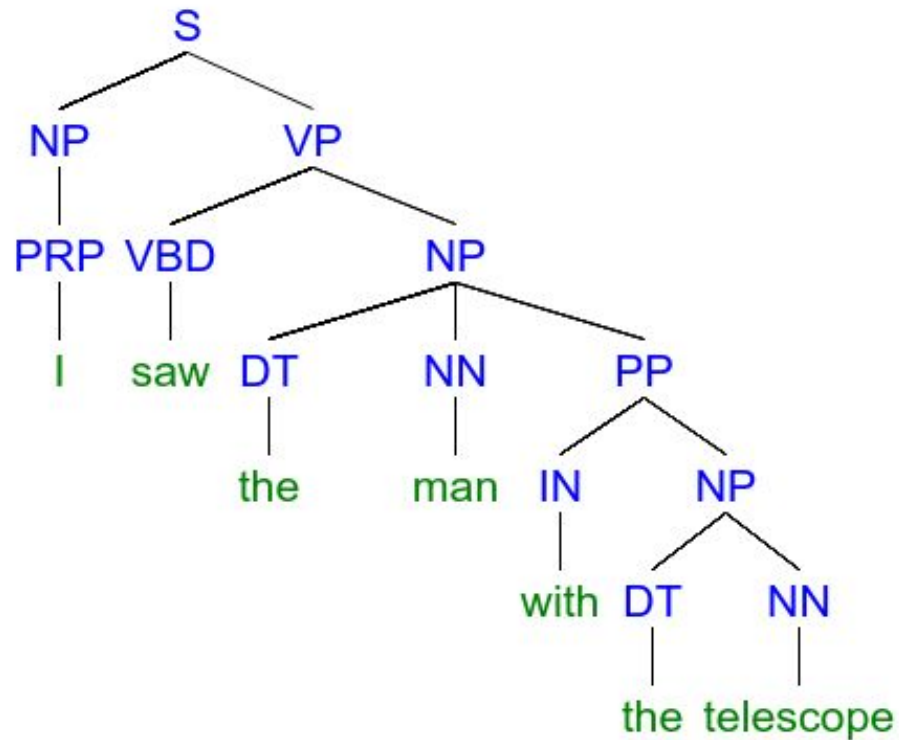 S
NP VP
PRP VBD NP
I saw DT NN PP
the man IN NP
with DT NN
the telescope